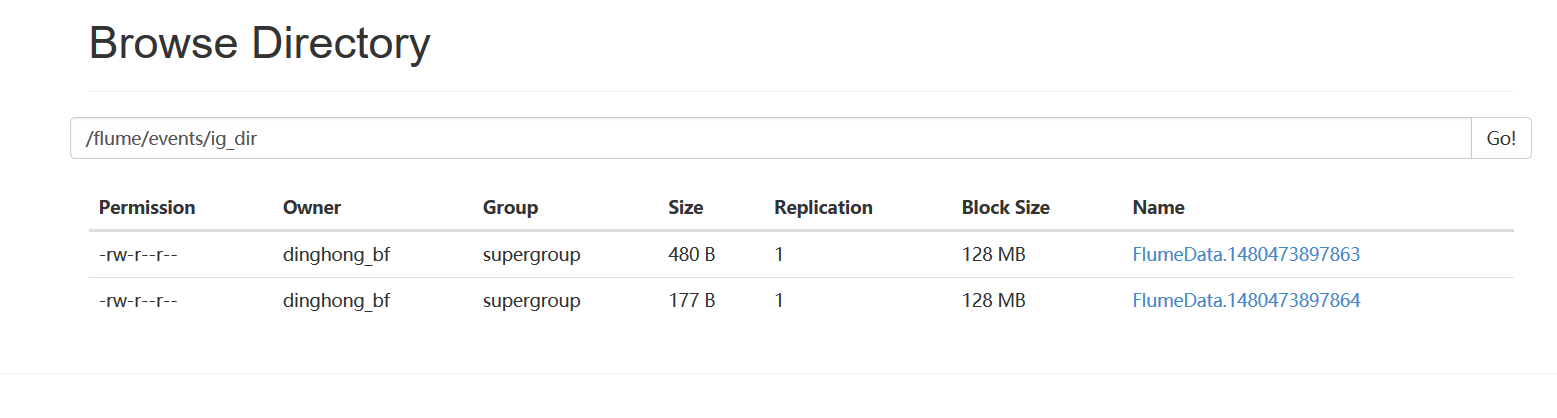 Browse Directory
/flume/events/ig_dir Go!
Permission Owner Group Size Replication Block Size Name
-rw-r--r-- dinghong_bf supergroup 480 B 1 128 MB FlumeData.1480473897863
-rw-r--r-- dinghong_bf supergroup 177 B 1 128 MB FlumeData.1480473897864